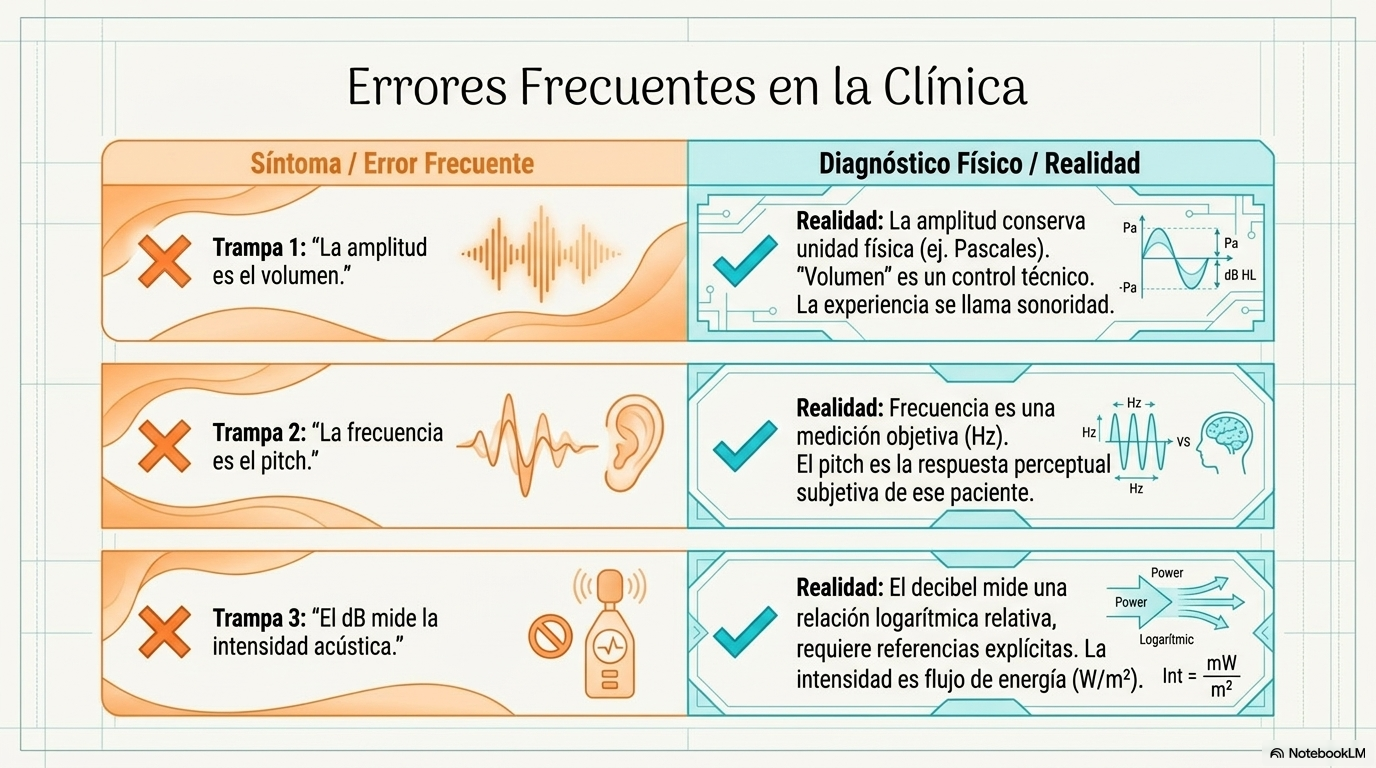 Errores Frecuentes en la Clínica
Síntoma / Error Frecuente
Diagnóstico Físico / Realidad
Trampa 1: “La amplitud
es el volumen.”
Realidad: La amplitud conserva
unidad física (ej. Pascales).
"Volumen” es un control técnico.
La experiencia se llama sonoridad.
Pa
-Pa
Pa
dB HL
Trampa 2: “La frecuencia
es el pitch.”
Realidad: Frecuencia es una
medición objetiva (Hz).
El pitch es la respuesta perceptual
subjetiva de ese paciente.
Hz
Hz
Hz
vs
Trampa 3: “El dB mide la
intensidad acústica.”
Realidad: El decibel mide una
relación logarítmica relativa,
requiere referencias explícitas. La
intensidad es flujo de energía (W/m²).
Power
Power
Logarítmic
Int = mW
m²
NotebookLM